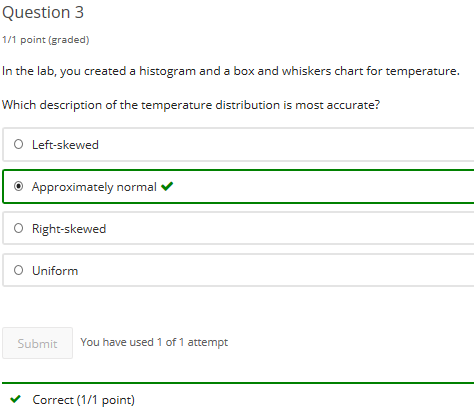 Question 3
1/1 point (graded)
In the lab, you created a histogram and a box and whiskers chart for temperature.
Which description of the temperature distribution is most accurate?
Left-skewed
Approximately normal
Right-skewed
Uniform
Submit You have used 1 of 1 attempt
Correct (1/1 point)